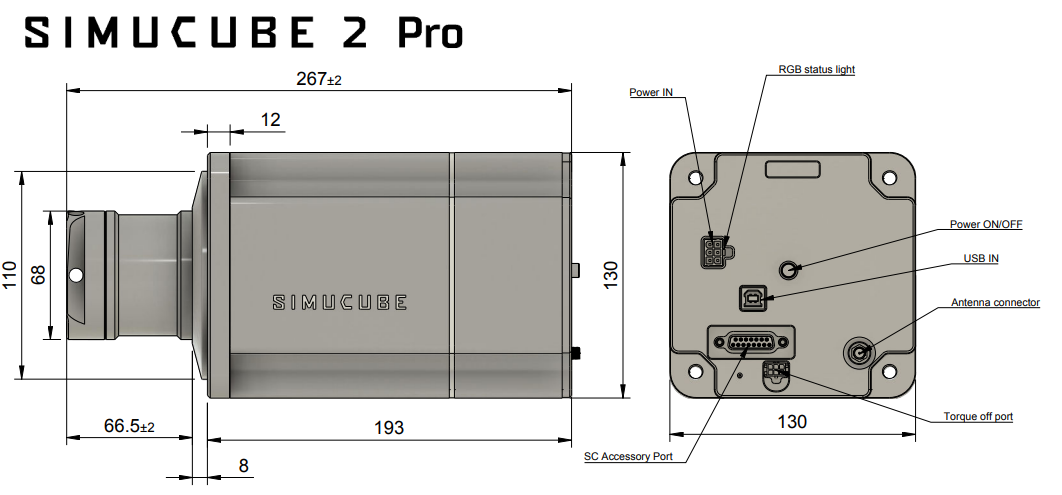 SIMUCUBE 2 Pro
267±2
RGB status light
Power IN
12
110
68
SIMUCUBE
130
Power ON/OFF
USB IN
Antenna connector
66.5±2
193
130
Torque off port
SC Accessory Port
8